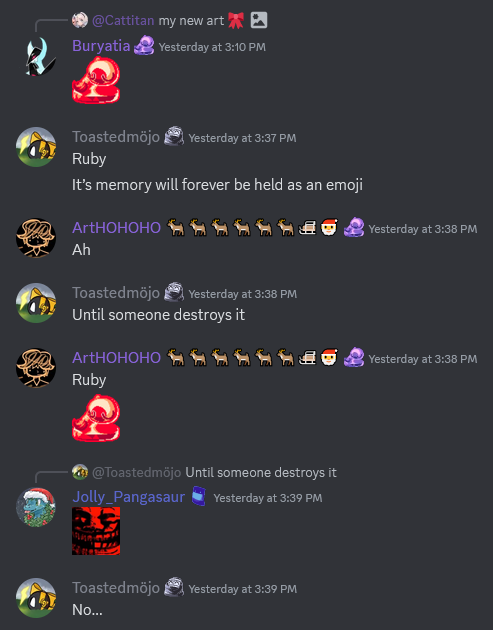 @Cattitan my new art
Buryatia Yesterday at 3:10 PM
Toastedmöjo Yesterday at 3:37 PM
Ruby
It's memory will forever be held as an emoji
ArtHOHOHO Yesterday at 3:38 PM
Ah
Toastedmöjo Yesterday at 3:38 PM
Until someone destroys it
ArtHOHOHO Yesterday at 3:38 PM
Ruby
@Toastedmöjo Until someone destroys it
Jolly_Pangasaur Yesterday at 3:39 PM
Toastedmöjo Yesterday at 3:39 PM
No...